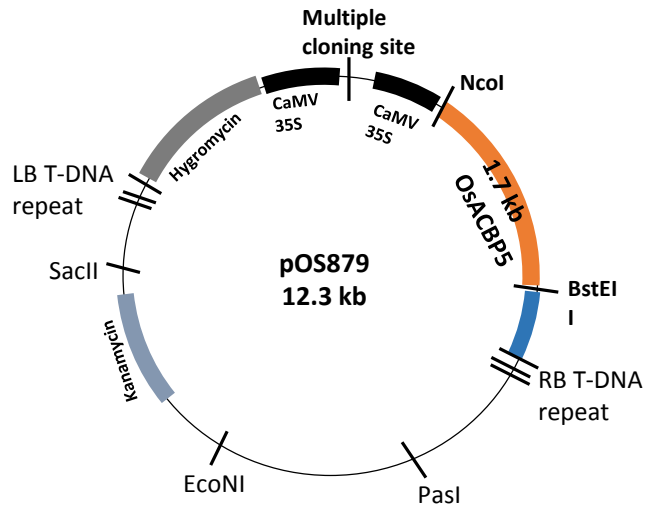 Multiple
cloning site
NcoI
CaMV
35S
CaMV
35S
Hygromycin
1.7 kb
OsACBP5
LB T-DNA
repeat
SacII
pOS879
12.3 kb
BstEI
I
Kanamycin
RB T-DNA
repeat
EcoNI
PasI